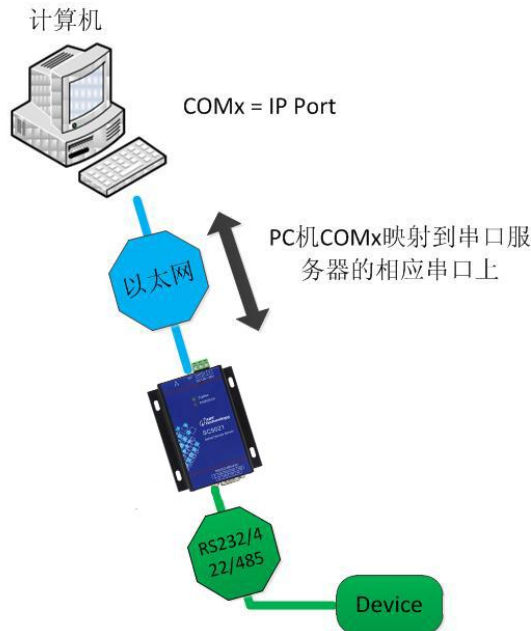 计算机
COMx = IP Port
PC机COMx映射到串口服
务器的相应串口上
以太网
RS232/4
22/485
Device